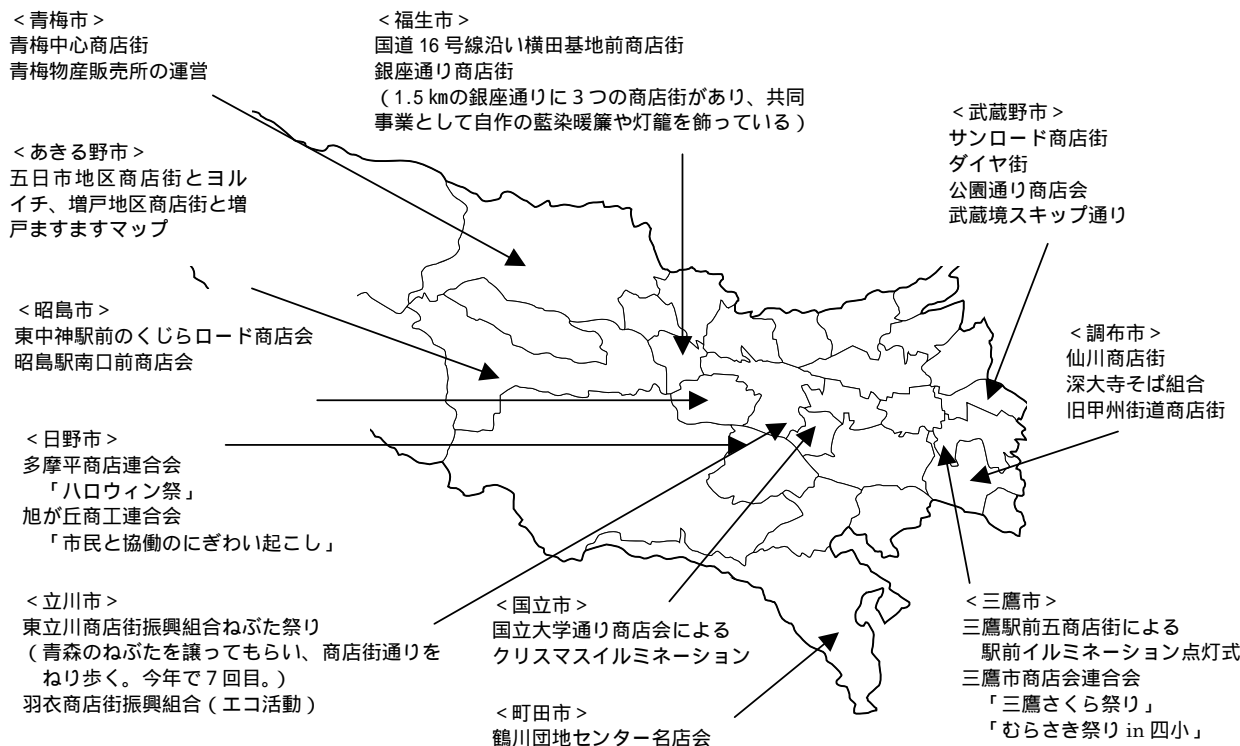 ＜青梅市＞
青梅中心商店街
青梅物産販売所の運営
＜福生市＞
国道 16 号線沿い横田基地前商店街
銀座通り商店街
（1.5 ㎞の銀座通りに３つの商店街があり、共同
事業として自作の藍染暖簾や灯籠を飾っている）
＜武蔵野市＞
サンロード商店街
ダイヤ街
公園通り商店会
武蔵境スキップ通り
＜あきる野市＞
五日市地区商店街とヨル
イチ、増戸地区商店街と増
戸ますますマップ
＜昭島市＞
東中神駅前のくじらロード商店会
昭島駅南口前商店会
＜調布市＞
仙川商店街
深大寺そば組合
旧甲州街道商店街
＜日野市＞
多摩平商店連合会
「ハロウィン祭」
旭が丘商工連合会
「市民と協働のにぎわい起こし」
＜立川市＞
東立川商店街振興組合ねぶた祭り
（青森のねぶたを譲ってもらい、商店街通りを
ねり歩く。今年で７回目。）
羽衣商店街振興組合（エコ活動）
＜国立市＞
国立大学通り商店会による
クリスマスイルミネーション
＜町田市＞
鶴川団地センター名店会
＜三鷹市＞
三鷹駅前五商店街による
駅前イルミネーション点灯式
三鷹市商店会連合会
「三鷹さくら祭り」
「むらさき祭り in 四小」